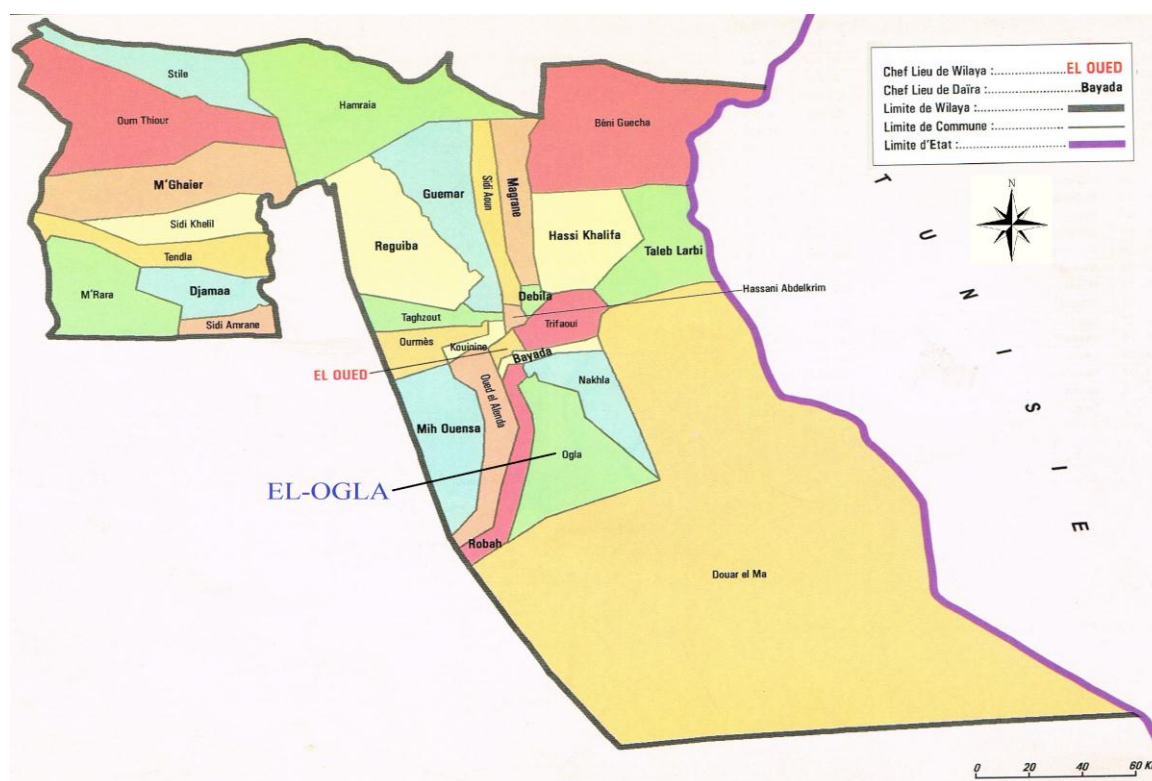 Chef Lieu de Wilaya :..................... EL OUED
Chef Lieu de Daïra :..................... Bayada
Limite de Wilaya :.....................
Limite de Commune :.....................
Limite d'Etat :.....................
N
Stile
Hamraia
Oum Thiour
Béni Guecha
M'Ghaier
Guemar
Sidi Aoun
Magrane
Sidi Khelil
Hassi Khalifa
Reguiba
Taleb Larbi
Tendla
M'Rara
Djamaa
Debila
Hassani Abdelkrim
Taghzout
Sidi Amrane
Trifaoui
Ourmès
Kouinine
Bayada
EL OUED
Nakhla
Oued el Alenda
Mih Ouensa
Ogla
EL-OGLA
Robah
Douar el Ma
TUNISIE
0 20 40 60 K